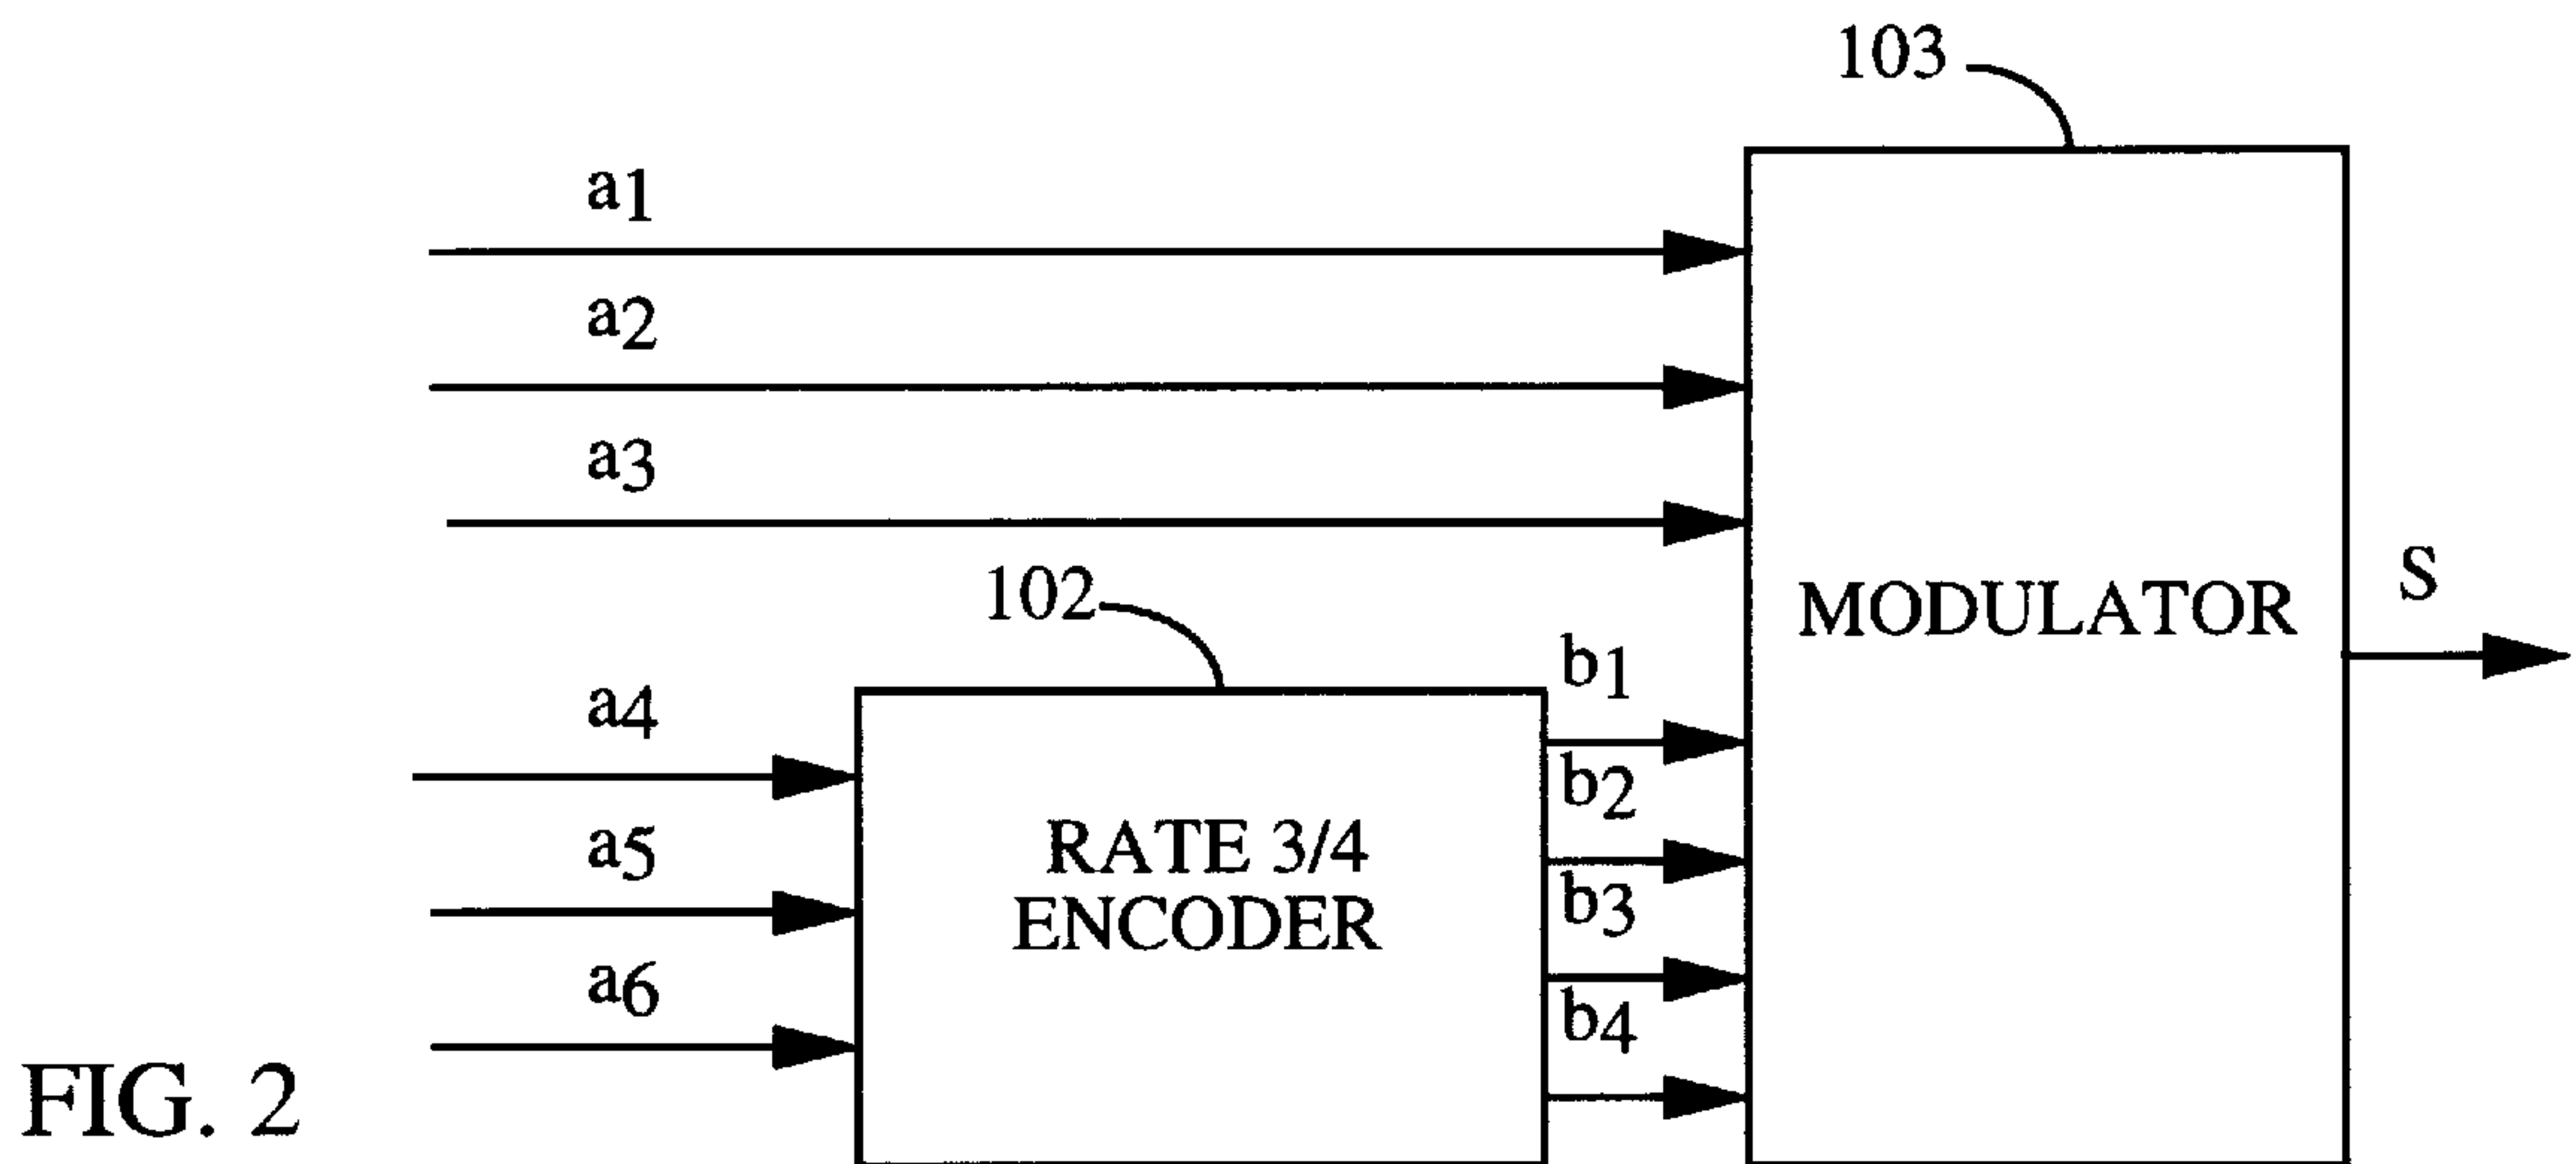 103
a1
a2
a3
102
MODULATOR
S
b1
a4
b2
a5
RATE 3/4
ENCODER
b3
a6
b4
FIG. 2